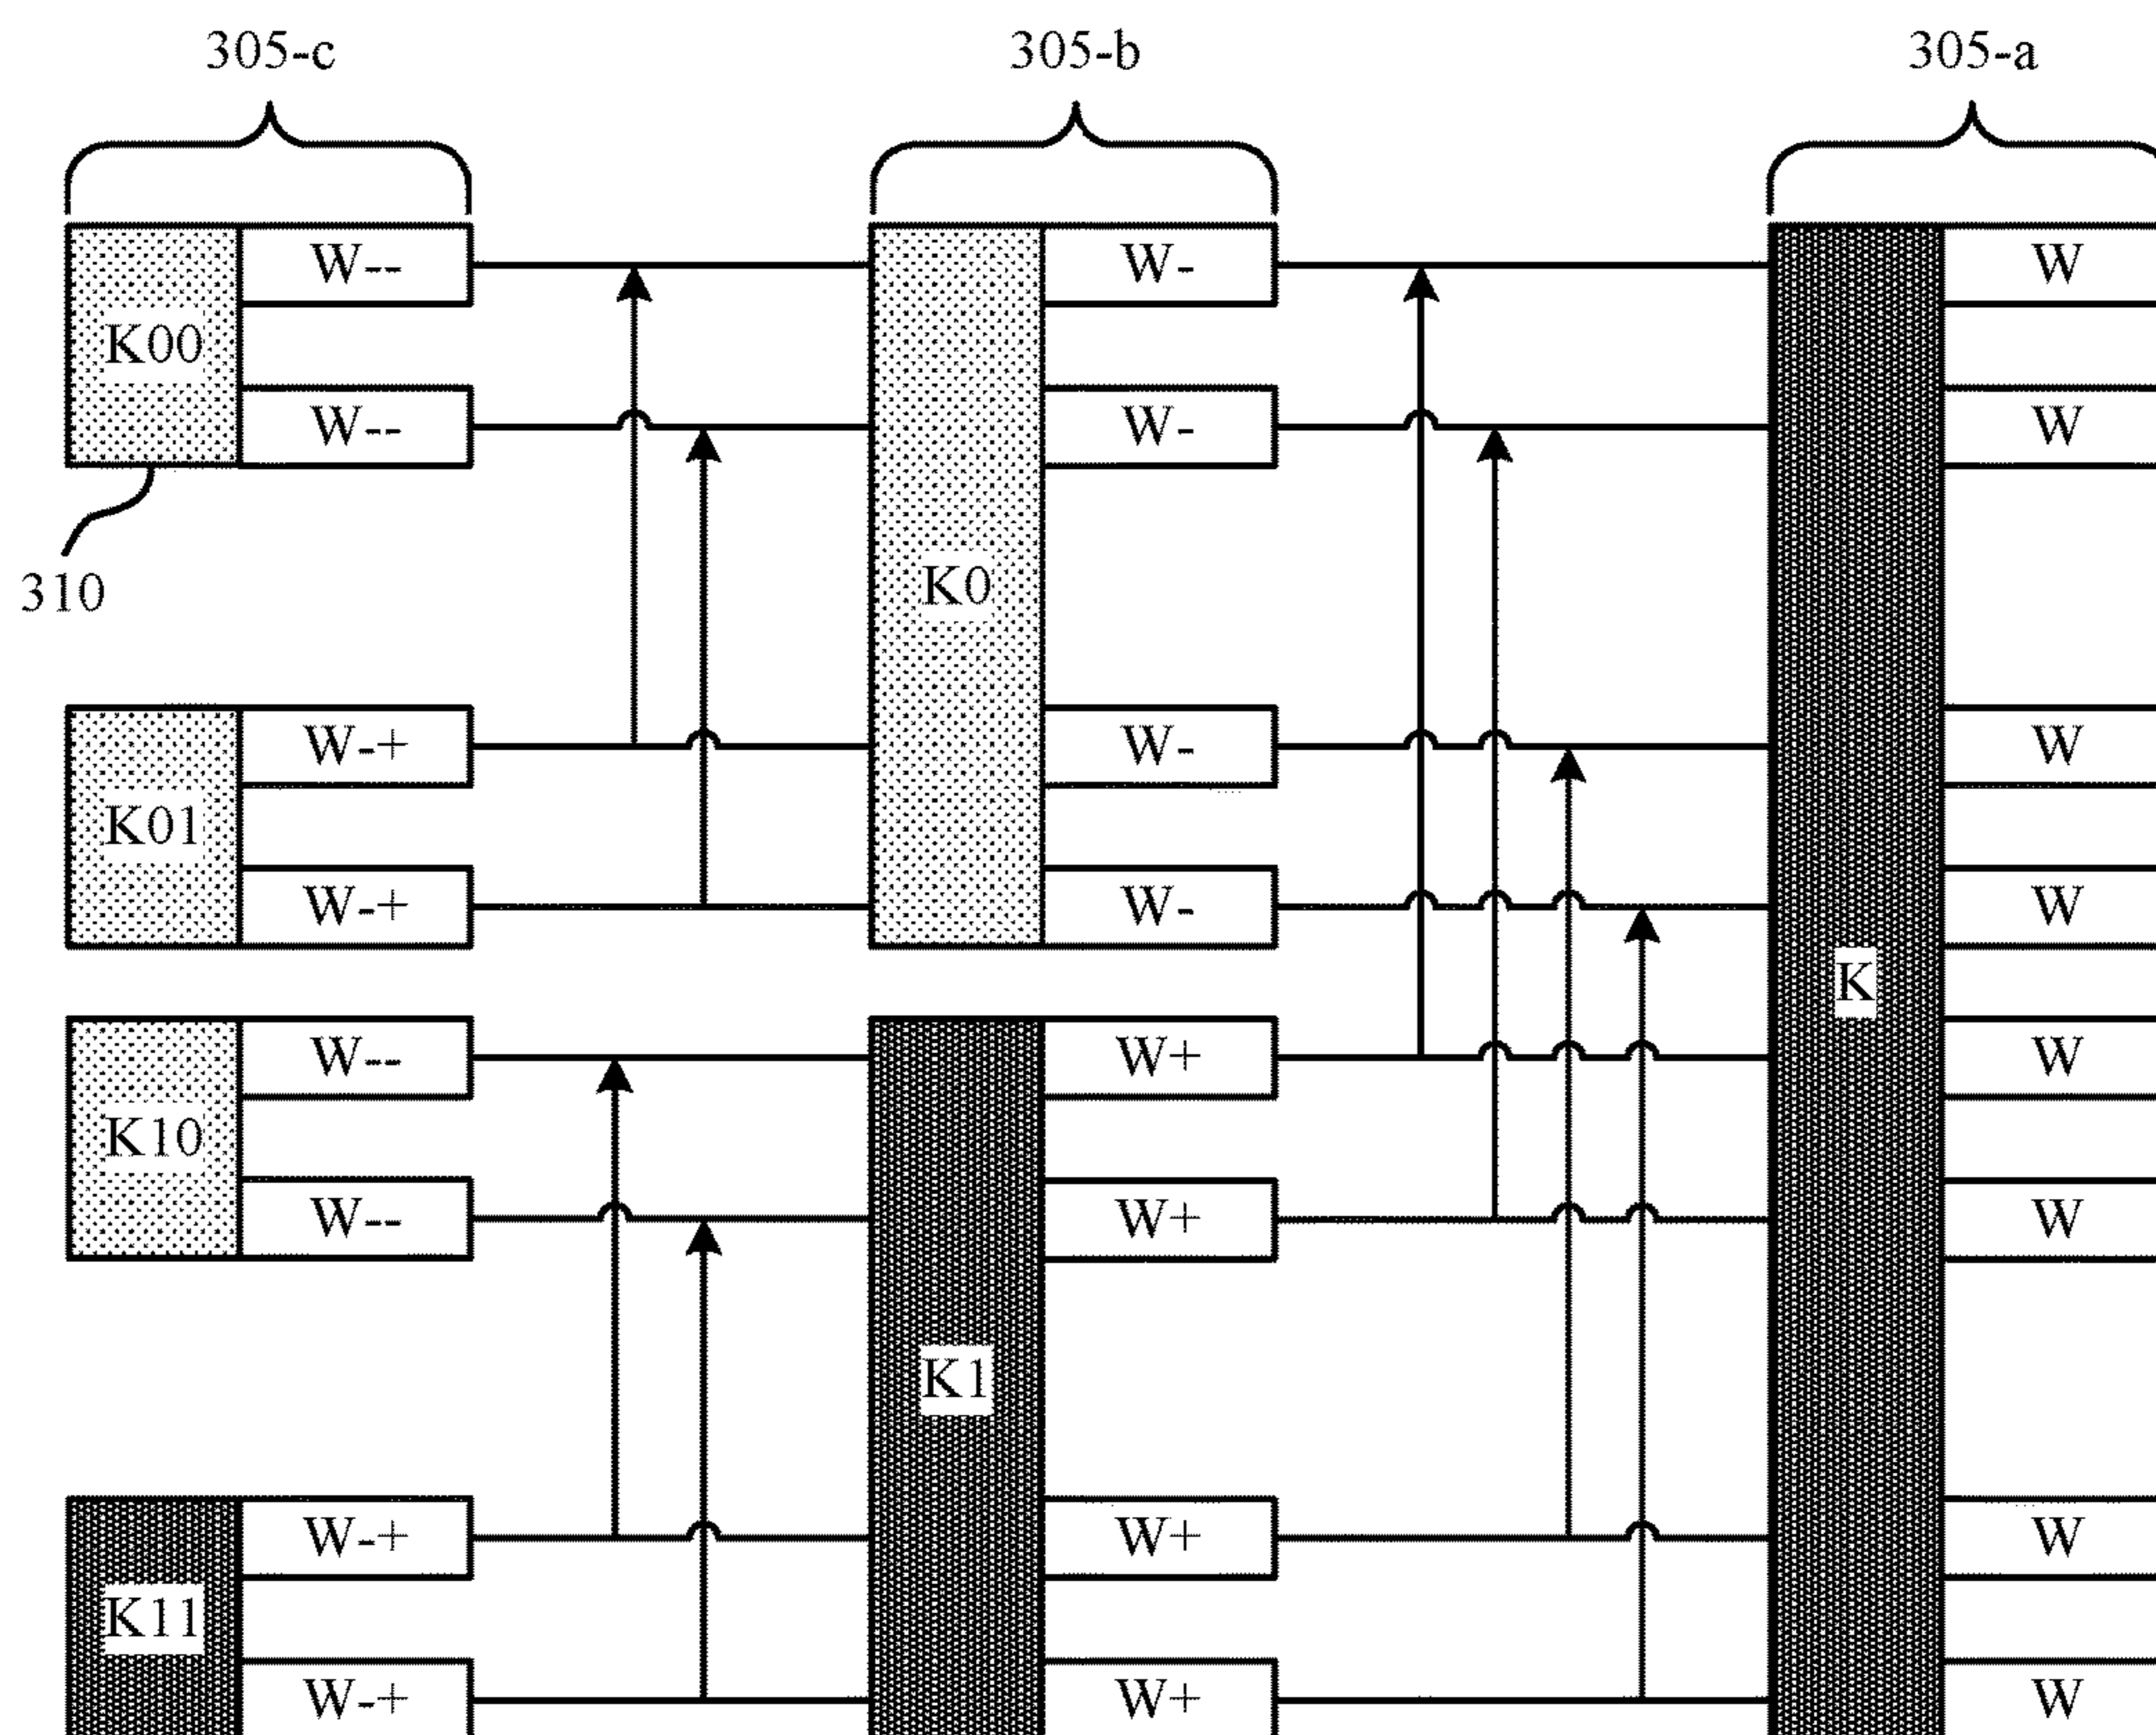 305-c 305-b 305-a
W-- W- W
K00
W-- W- W
K0
310
W-+ W- W
K01
W-+ W- W
K
W-- W+ W
K10
W-- W+ W
K1
W-+ W+ W
K11
W-+ W+ W